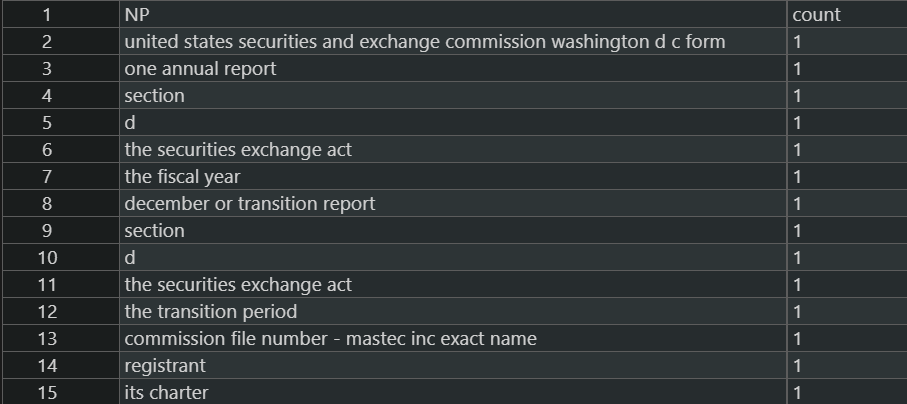 1 NP count
2 united states securities and exchange commission washington d c form 1
3 one annual report 1
4 section 1
5 d 1
6 the securities exchange act 1
7 the fiscal year 1
8 december or transition report 1
9 section 1
10 d 1
11 the securities exchange act 1
12 the transition period 1
13 commission file number - mastec inc exact name 1
14 registrant 1
15 its charter 1